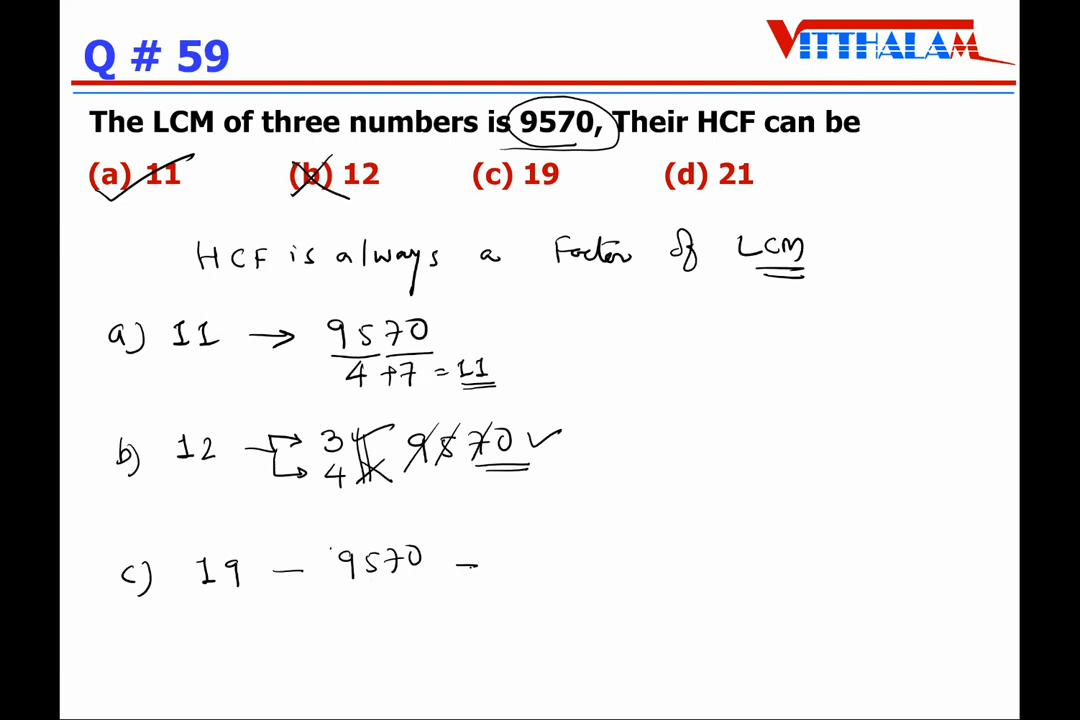 Q # 59
VITTHALAM
The LCM of three numbers is 9570, Their HCF can be
(a) 11 (b) 12 (c) 19 (d) 21
HCF is always a Factor of LCM
a) 11 → 9570
4 + 7 = 11
b) 12 3 9570 ✓
4
c) 19 — 9570 —